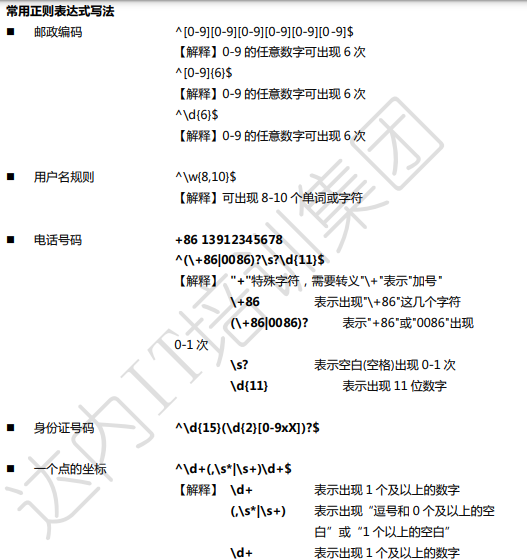 常用正则表达式写法
■ 邮政编码 ^[0-9][0-9][0-9][0-9][0-9][0-9]$
【解释】0-9 的任意数字可出现 6 次
^[0-9]{6}$
【解释】0-9 的任意数字可出现 6 次
^\d{6}$
【解释】0-9 的任意数字可出现 6 次
■ 用户名规则 ^\w{8,10}$
【解释】可出现 8-10 个单词或字符
■ 电话号码 +86 13912345678
^(\+86|0086)?\s?\d{11}$
【解释】 "+"特殊字符，需要转义"\+"表示"加号"
\+86 表示出现"\+86"这几个字符
(\+86|0086)? 表示"+86"或"0086"出现
0-1 次
\s? 表示空白(空格)出现 0-1 次
\d{11} 表示出现 11 位数字
■ 身份证号码 ^\d{15}(\d{2}[0-9xX])?$
■ 一个点的坐标 ^\d+(,\s*|\s+)\d+$
【解释】 \d+ 表示出现 1 个及以上的数字
(,\s*|\s+) 表示出现“逗号和 0 个及以上的空
白”或“1 个以上的空白”
\d+ 表示出现 1 个及以上的数字
达内IT培训集团